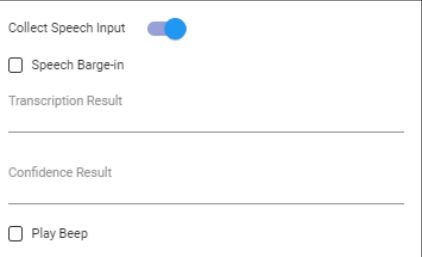 Collect Speech Input
Speech Barge-in
Transcription Result
Confidence Result
Play Beep